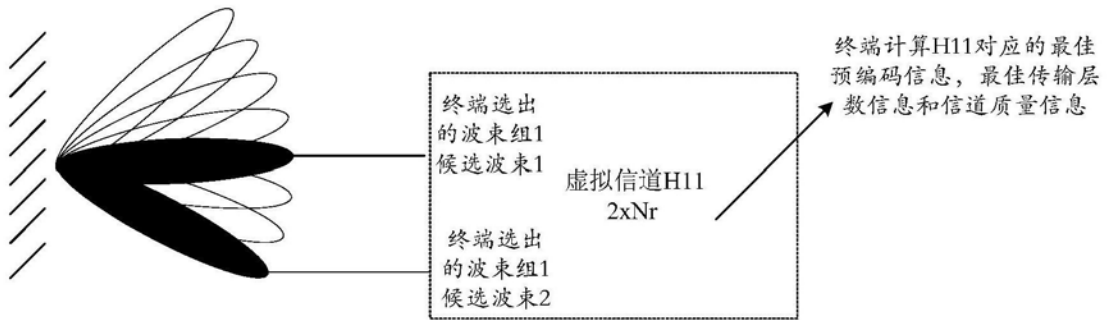 终端计算H11对应的最佳
预编码信息，最佳传输层
数信息和信道质量信息
终端选出
的波束组1
候选波束1
虚拟信道H11
2xNr
终端选出
的波束组1
候选波束2